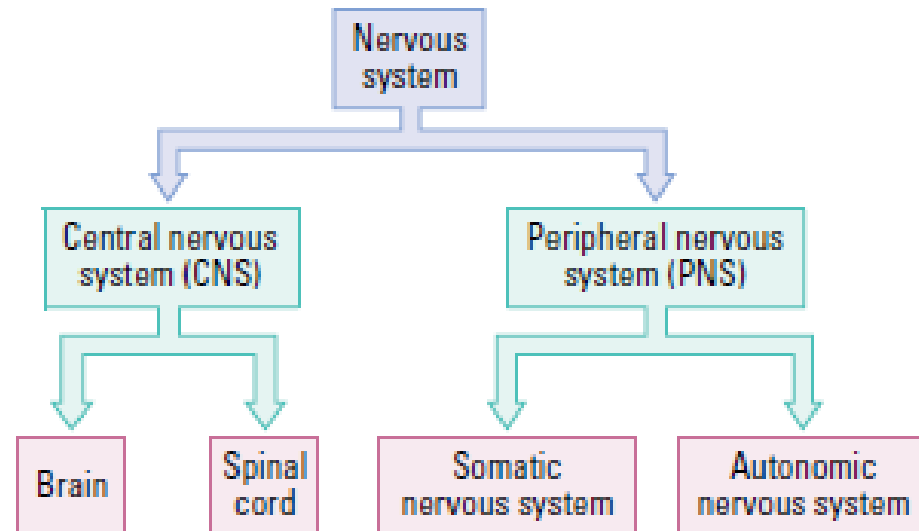 Nervous
system
Central nervous
system (CNS)
Peripheral nervous
system (PNS)
Brain
Spinal
cord
Somatic
nervous system
Autonomic
nervous system